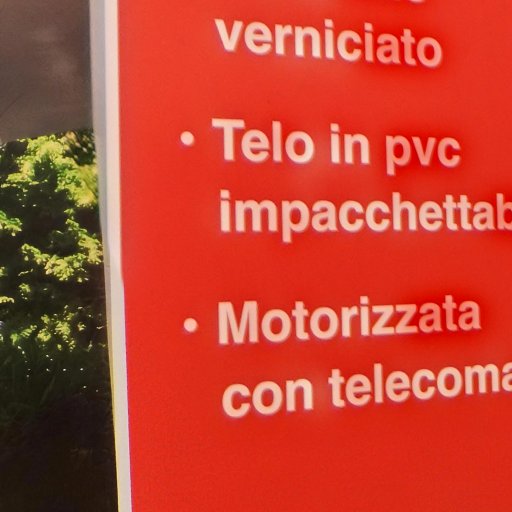 verniciato
• Telo in pvc
impacchettab
• Motorizzata
con telecoma